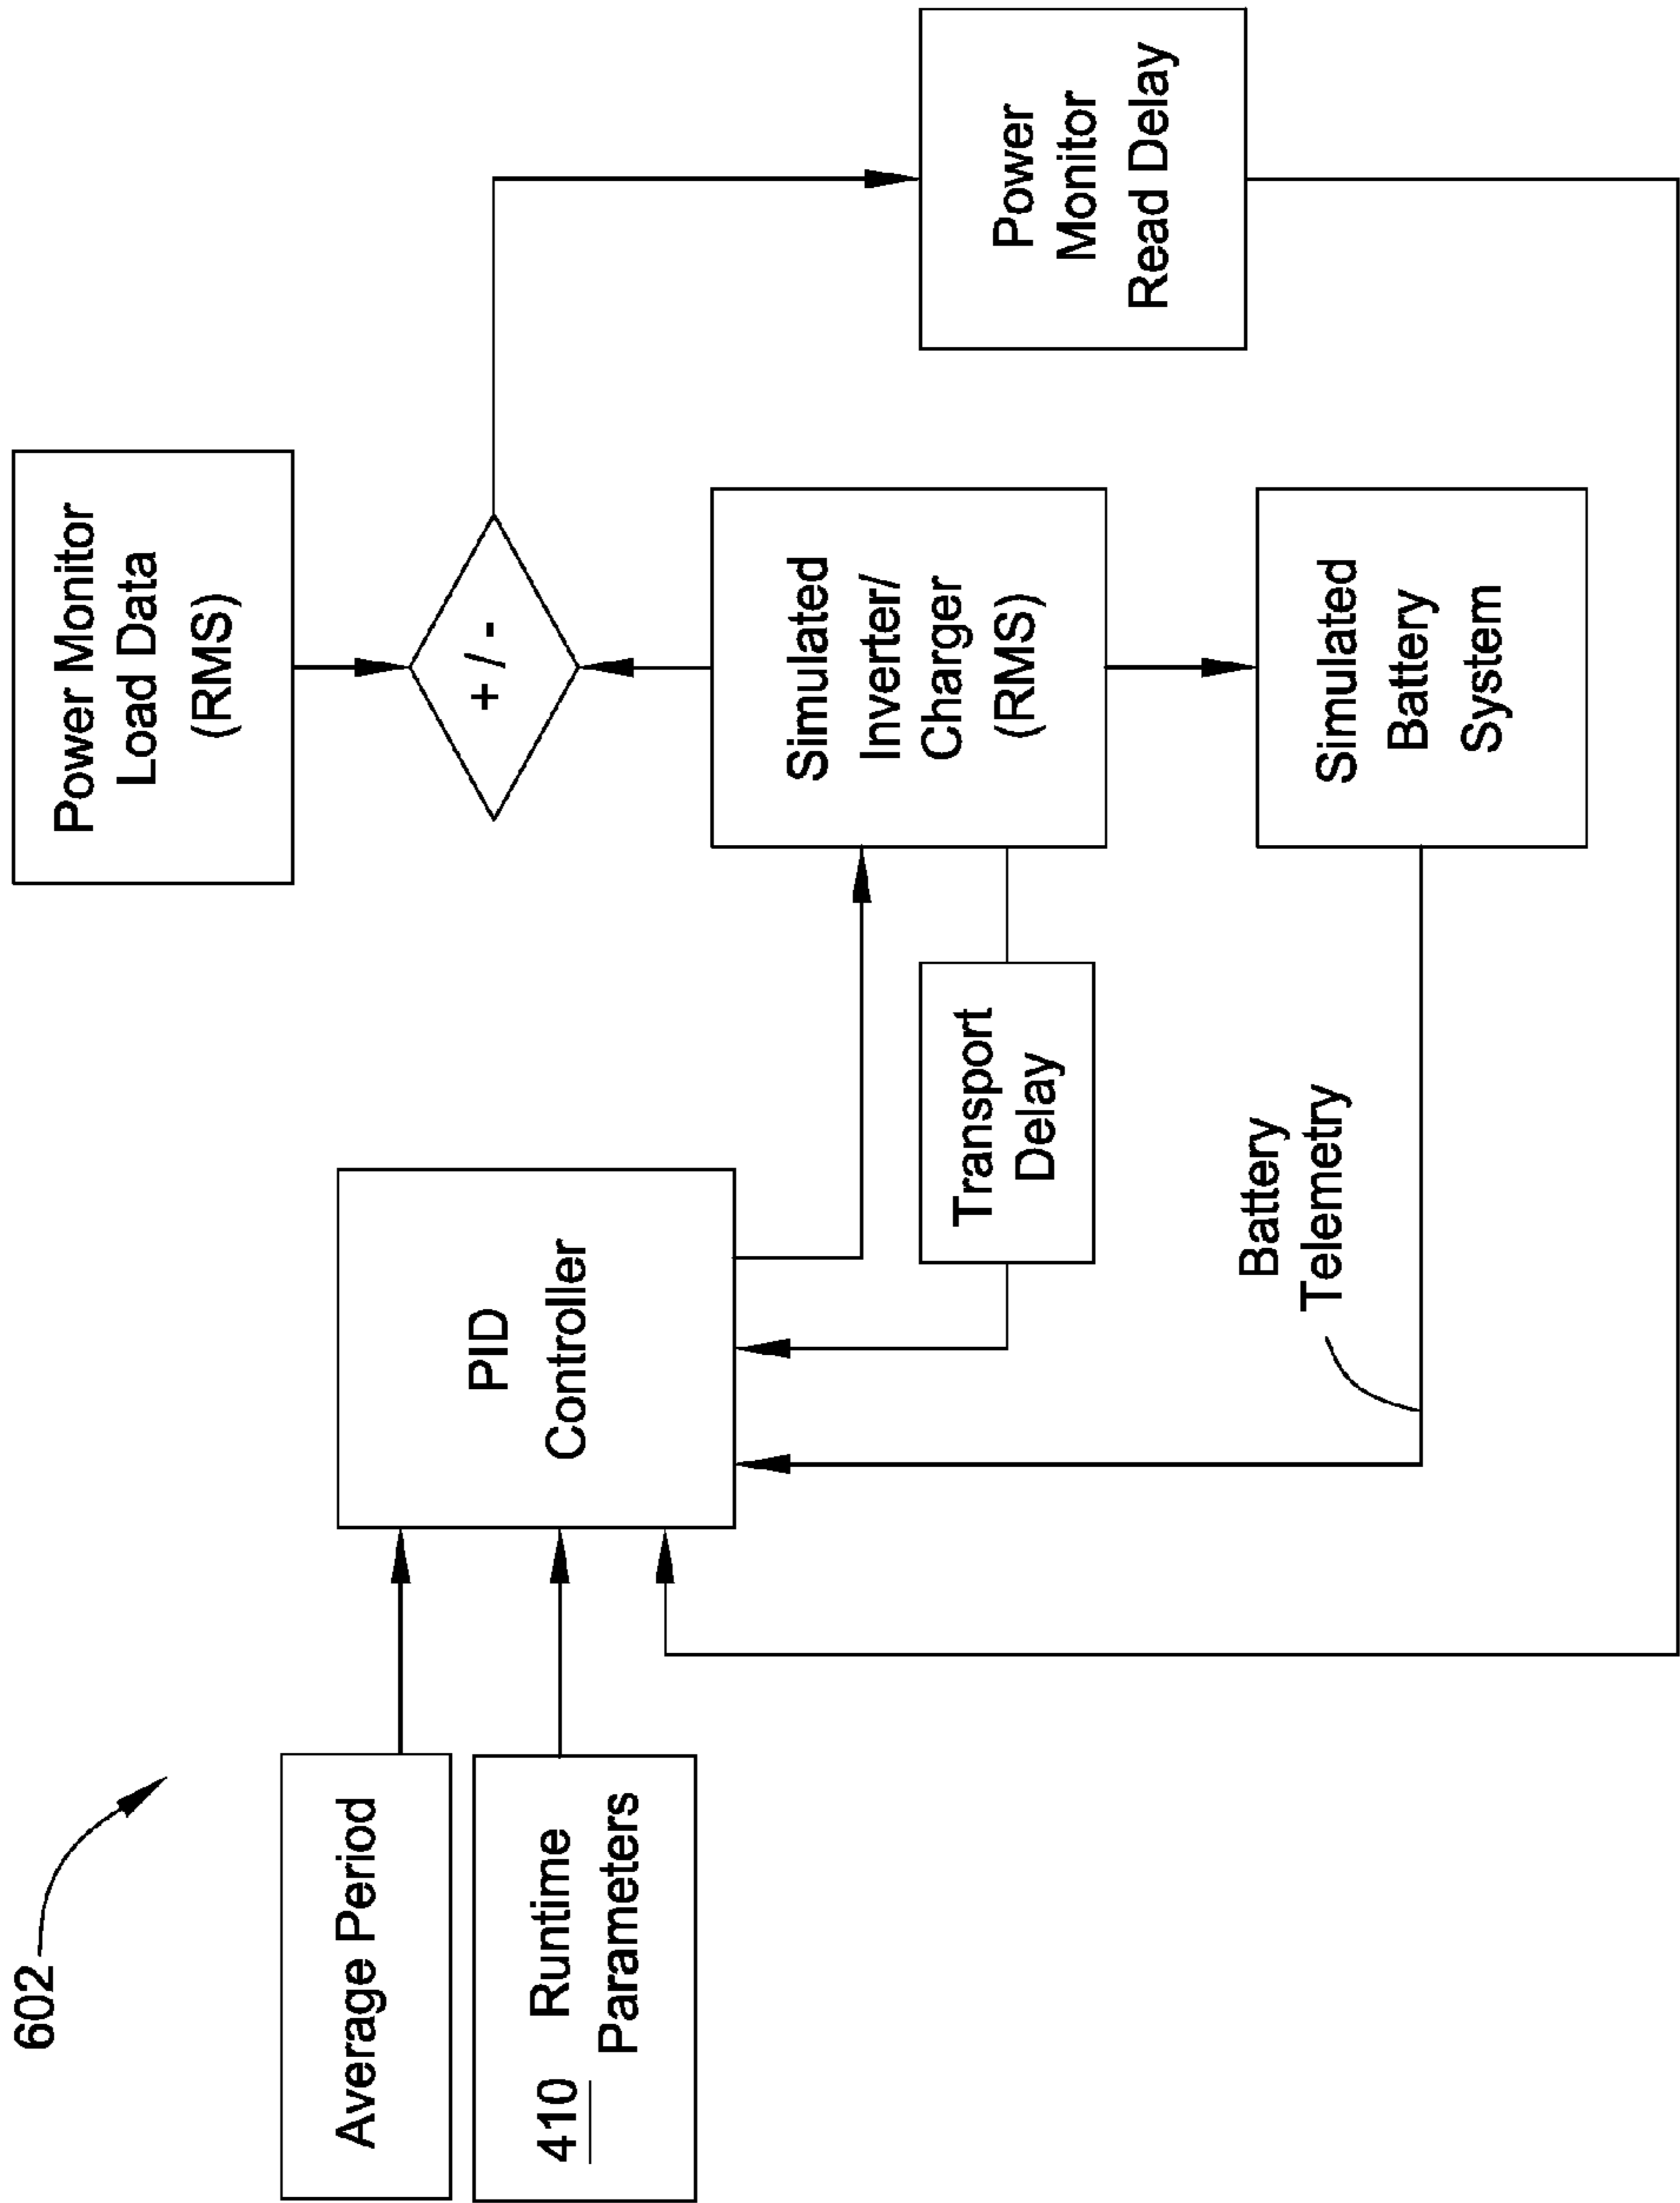 602
Average Period
410 Runtime
Parameters
PID
Controller
Transport
Delay
Battery
Telemetry
Power Monitor
Load Data
(RMS)
+ / -
Simulated
Inverter/
Charger
(RMS)
Simulated
Battery
System
Power
Monitor
Read Delay